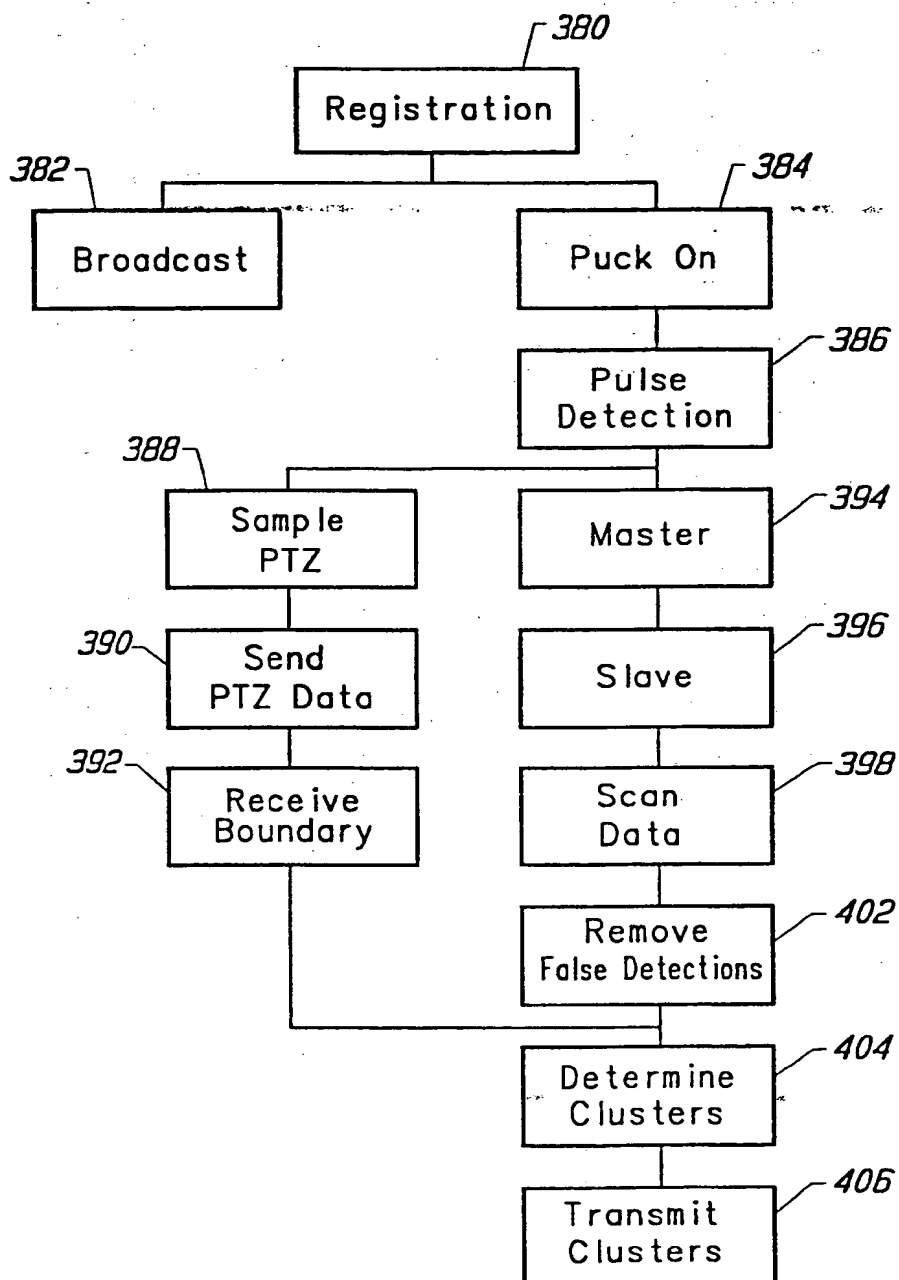 380
Registration
382
384
Broadcast
Puck On
386
Pulse
Detection
388
394
Sample
PTZ
Master
390
396
Send
PTZ Data
Slave
392
398
Receive
Boundary
Scan
Data
402
Remove
False Detections
404
Determine
Clusters
406
Transmit
Clusters